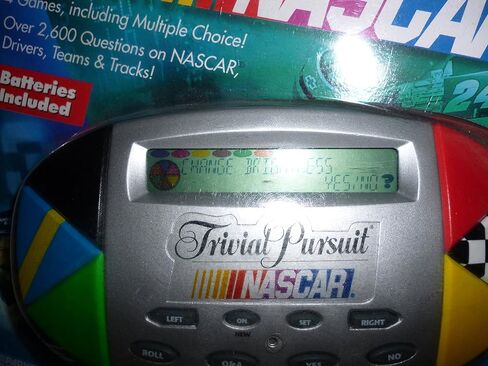 Games, including Multiple Choice!
Over 2,600 Questions on NASCAR,
Drivers, Teams & Tracks!
Batteries
Included
NASCAR
24
CHANGE BRIGHTNESS
YES/NO?
Trivial Pursuit
NASCAR
LEFT
ON
SET
RIGHT
NEW
ROLL
Q&A
YES
NO